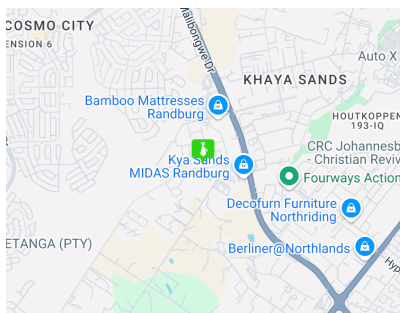 COSMO CITY
ENSION 6
Malibongwe Dr
Auto X
KHAYA SANDS
Bamboo Mattresses
Randburg
HOUTKOPPEN
193-IQ
CRC Johannesb
- Christian Reviv
Kya Sands
MIDAS Randburg
Fourways Action
Decofurn Furniture
Northriding
ETANGA (PTY)
Berliner@Northlands
Hyp